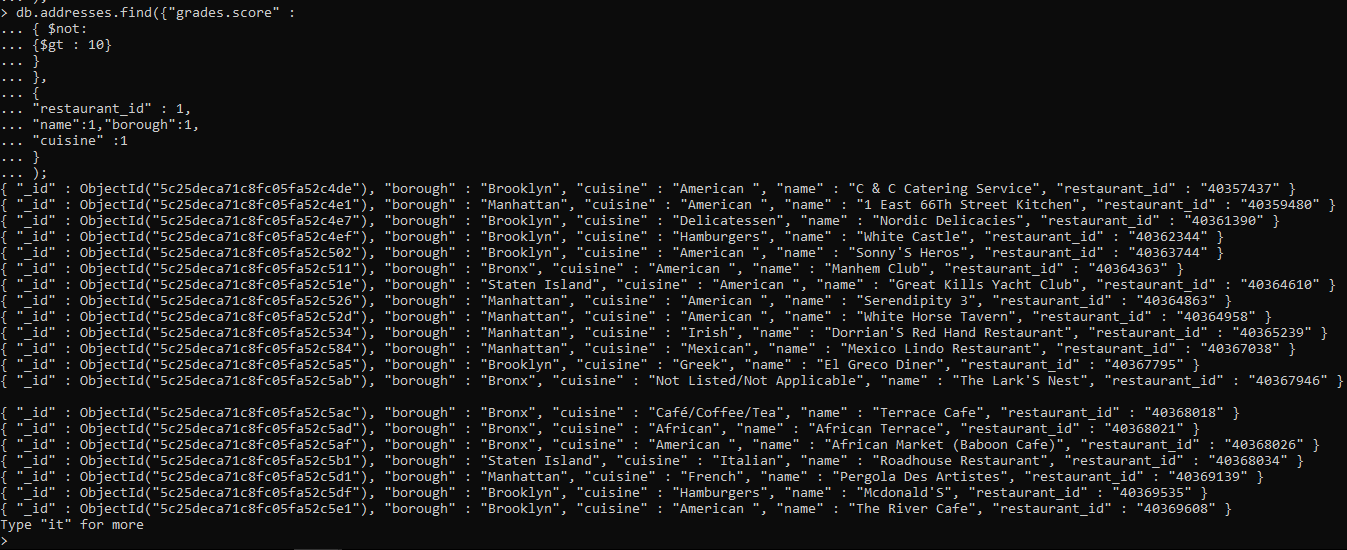 ... );
> db.addresses.find({"grades.score" :
... { $not:
... {$gt : 10}
... }
... },
... {
... "restaurant_id" : 1,
... "name":1,"borough":1,
... "cuisine" :1
... }
... );
{ "_id" : ObjectId("5c25deca71c8fc05fa52c4de"), "borough" : "Brooklyn", "cuisine" : "American ", "name" : "C & C Catering Service", "restaurant_id" : "40357437" }
{ "_id" : ObjectId("5c25deca71c8fc05fa52c4e1"), "borough" : "Manhattan", "cuisine" : "American ", "name" : "1 East 66Th Street Kitchen", "restaurant_id" : "40359480" }
{ "_id" : ObjectId("5c25deca71c8fc05fa52c4e7"), "borough" : "Brooklyn", "cuisine" : "Delicatessen", "name" : "Nordic Delicacies", "restaurant_id" : "40361390" }
{ "_id" : ObjectId("5c25deca71c8fc05fa52c4ef"), "borough" : "Brooklyn", "cuisine" : "Hamburgers", "name" : "White Castle", "restaurant_id" : "40362344" }
{ "_id" : ObjectId("5c25deca71c8fc05fa52c502"), "borough" : "Brooklyn", "cuisine" : "American ", "name" : "Sonny'S Heros", "restaurant_id" : "40363744" }
{ "_id" : ObjectId("5c25deca71c8fc05fa52c511"), "borough" : "Bronx", "cuisine" : "American ", "name" : "Manhem Club", "restaurant_id" : "40364363" }
{ "_id" : ObjectId("5c25deca71c8fc05fa52c51e"), "borough" : "Staten Island", "cuisine" : "American ", "name" : "Great Kills Yacht Club", "restaurant_id" : "40364610" }
{ "_id" : ObjectId("5c25deca71c8fc05fa52c526"), "borough" : "Manhattan", "cuisine" : "American ", "name" : "Serendipity 3", "restaurant_id" : "40364863" }
{ "_id" : ObjectId("5c25deca71c8fc05fa52c52d"), "borough" : "Manhattan", "cuisine" : "American ", "name" : "White Horse Tavern", "restaurant_id" : "40364958" }
{ "_id" : ObjectId("5c25deca71c8fc05fa52c534"), "borough" : "Manhattan", "cuisine" : "Irish", "name" : "Dorrian'S Red Hand Restaurant", "restaurant_id" : "40365239" }
{ "_id" : ObjectId("5c25deca71c8fc05fa52c584"), "borough" : "Manhattan", "cuisine" : "Mexican", "name" : "Mexico Lindo Restaurant", "restaurant_id" : "40367038" }
{ "_id" : ObjectId("5c25deca71c8fc05fa52c5a5"), "borough" : "Brooklyn", "cuisine" : "Greek", "name" : "El Greco Diner", "restaurant_id" : "40367795" }
{ "_id" : ObjectId("5c25deca71c8fc05fa52c5ab"), "borough" : "Bronx", "cuisine" : "Not Listed/Not Applicable", "name" : "The Lark'S Nest", "restaurant_id" : "40367946" }
{ "_id" : ObjectId("5c25deca71c8fc05fa52c5ac"), "borough" : "Bronx", "cuisine" : "Café/Coffee/Tea", "name" : "Terrace Cafe", "restaurant_id" : "40368018" }
{ "_id" : ObjectId("5c25deca71c8fc05fa52c5ad"), "borough" : "Bronx", "cuisine" : "African", "name" : "African Terrace", "restaurant_id" : "40368021" }
{ "_id" : ObjectId("5c25deca71c8fc05fa52c5af"), "borough" : "Bronx", "cuisine" : "American ", "name" : "African Market (Baboon Cafe)", "restaurant_id" : "40368026" }
{ "_id" : ObjectId("5c25deca71c8fc05fa52c5b1"), "borough" : "Staten Island", "cuisine" : "Italian", "name" : "Roadhouse Restaurant", "restaurant_id" : "40368034" }
{ "_id" : ObjectId("5c25deca71c8fc05fa52c5d1"), "borough" : "Manhattan", "cuisine" : "French", "name" : "Pergola Des Artistes", "restaurant_id" : "40369139" }
{ "_id" : ObjectId("5c25deca71c8fc05fa52c5df"), "borough" : "Brooklyn", "cuisine" : "Hamburgers", "name" : "Mcdonald'S", "restaurant_id" : "40369535" }
{ "_id" : ObjectId("5c25deca71c8fc05fa52c5e1"), "borough" : "Brooklyn", "cuisine" : "American ", "name" : "The River Cafe", "restaurant_id" : "40369608" }
Type "it" for more
>